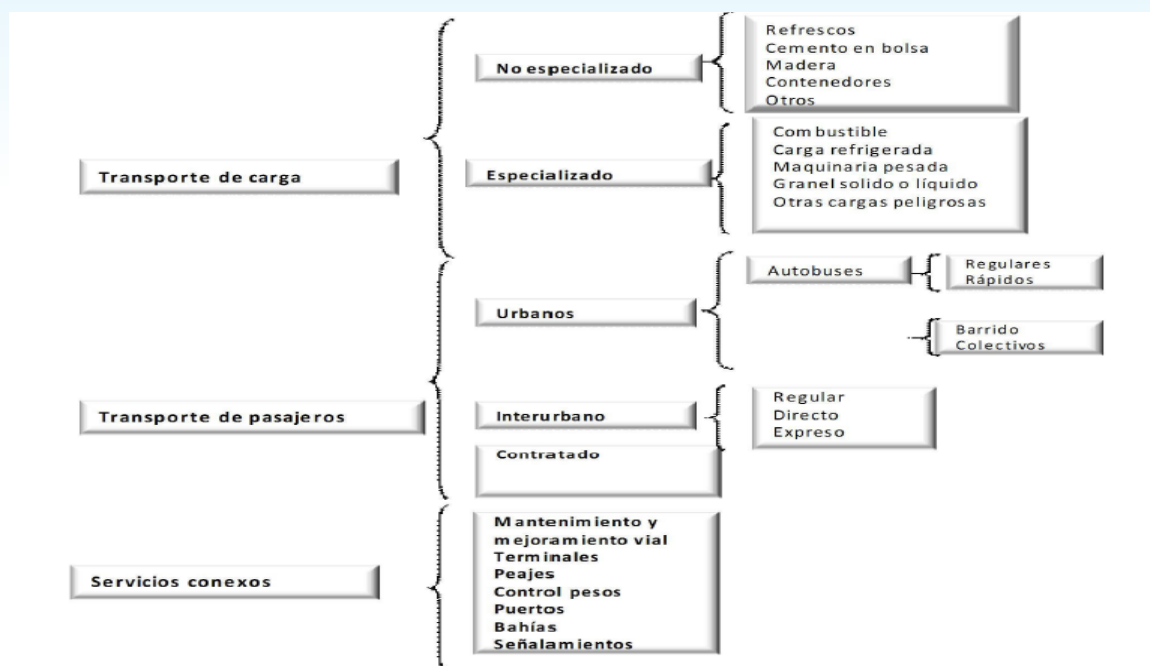 Transporte de carga
No especializado
Refrescos
Cemento en bolsa
Madera
Contenedores
Otros
Especializado
Combustible
Carga refrigerada
Maquinaria pesada
Granel solido o líquido
Otras cargas peligrosas
Transporte de pasajeros
Urbanos
Autobuses
Regulares
Rápidos
Barrido
Colectivos
Interurbano
Regular
Directo
Expreso
Contratado
Servicios conexos
Mantenimiento y
mejoramiento vial
Terminales
Peajes
Control pesos
Puertos
Bahías
Señalamientos